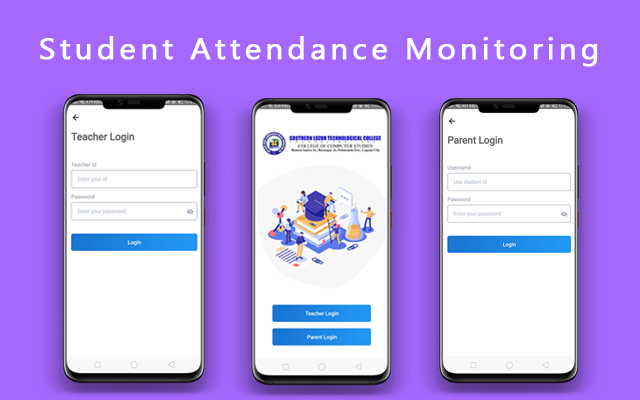 Student Attendance Monitoring
Teacher Login
Teacher Id
Enter your id
Password
Enter your password
Login
SOUTHERN LUZON TECHNOLOGICAL COLLEGE
COLLEGE OF COMPUTER STUDIES
Teacher Login
Parent Login
Parent Login
Username
Use student id
Password
Enter your password
Login